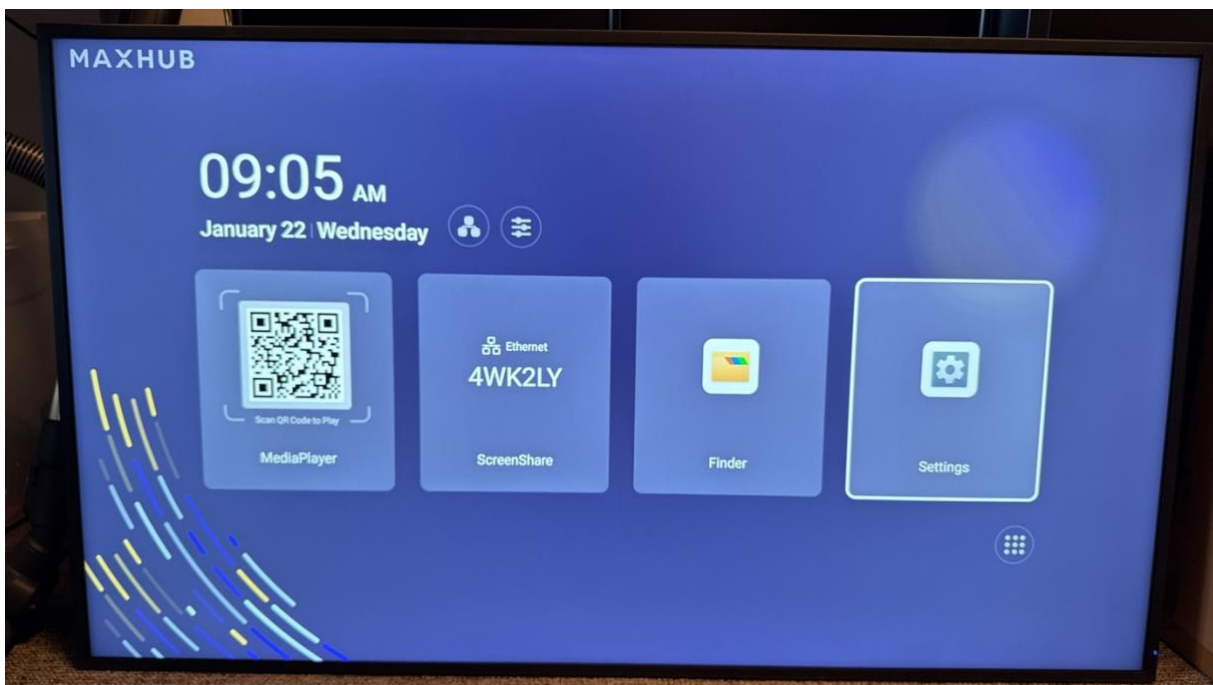 MAXHUB
09:05 AM
January 22 | Wednesday
Scan QR Code to Play
MediaPlayer
Ethernet
4WK2LY
ScreenShare
Finder
Settings